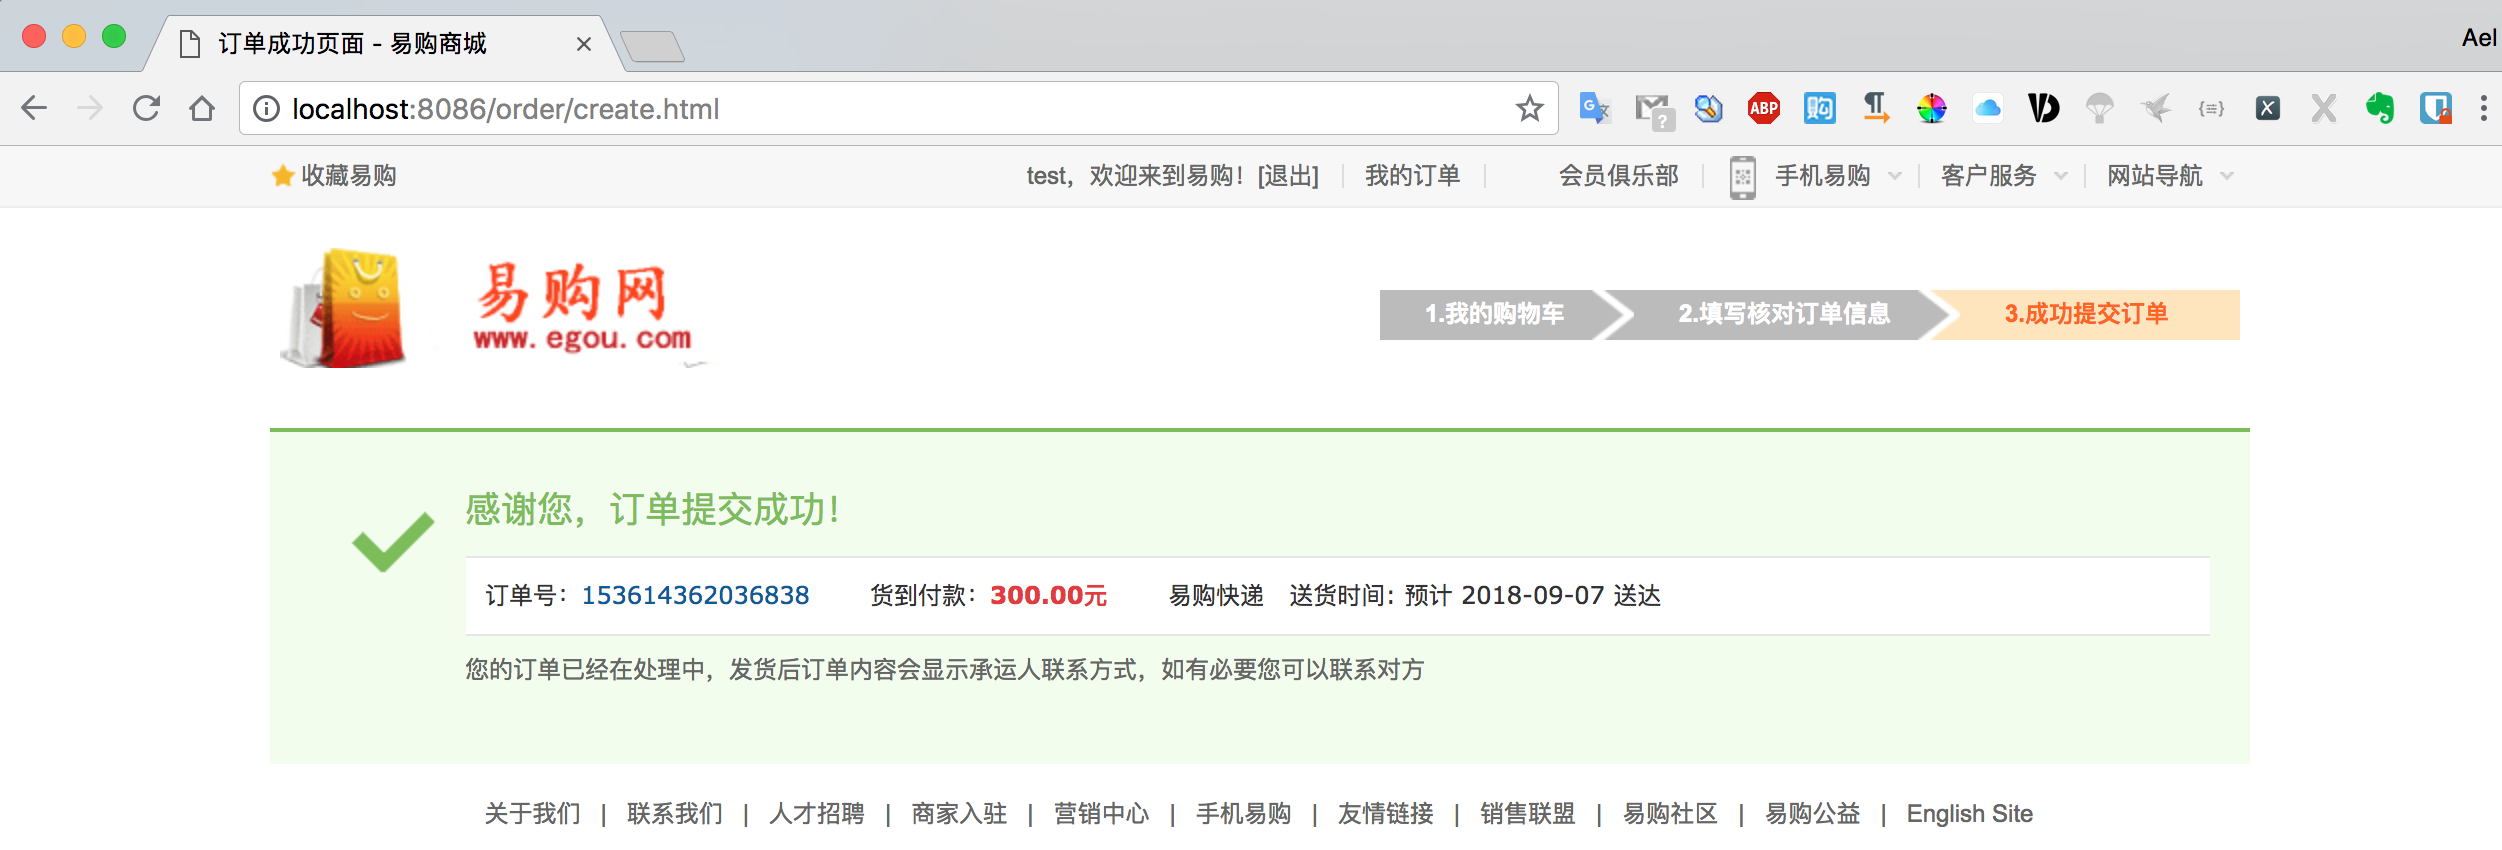 订单成功页面 - 易购商城
Ael
localhost:8086/order/create.html
G
?
ABP
购
X
收藏易购
test，欢迎来到易购！[退出]
我的订单
会员俱乐部
手机易购
客户服务
网站导航
易购网
www.egou.com
1.我的购物车
2.填写核对订单信息
3.成功提交订单
感谢您，订单提交成功！
订单号：153614362036838 货到付款：300.00元 易购快递 送货时间: 预计 2018-09-07 送达
您的订单已经在处理中，发货后订单内容会显示承运人联系方式，如有必要您可以联系对方
关于我们 | 联系我们 | 人才招聘 | 商家入驻 | 营销中心 | 手机易购 | 友情链接 | 销售联盟 | 易购社区 | 易购公益 | English Site